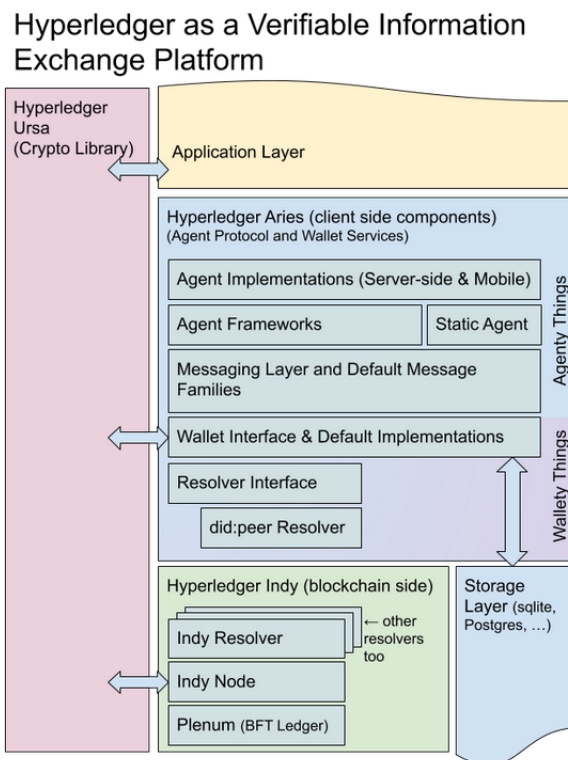 Hyperledger as a Verifiable Information
Exchange Platform
Hyperledger
Ursa
(Crypto Library)
Application Layer
Hyperledger Aries (client side components)
(Agent Protocol and Wallet Services)
Agent Implementations (Server-side & Mobile)
Agent Frameworks
Static Agent
Messaging Layer and Default Message
Families
Wallet Interface & Default Implementations
Resolver Interface
did:peer Resolver
Agenty Things
Wallety Things
Hyperledger Indy (blockchain side)
Indy Resolver
← other
resolvers
too
Indy Node
Plenum (BFT Ledger)
Storage
Layer (sqlite,
Postgres, …)